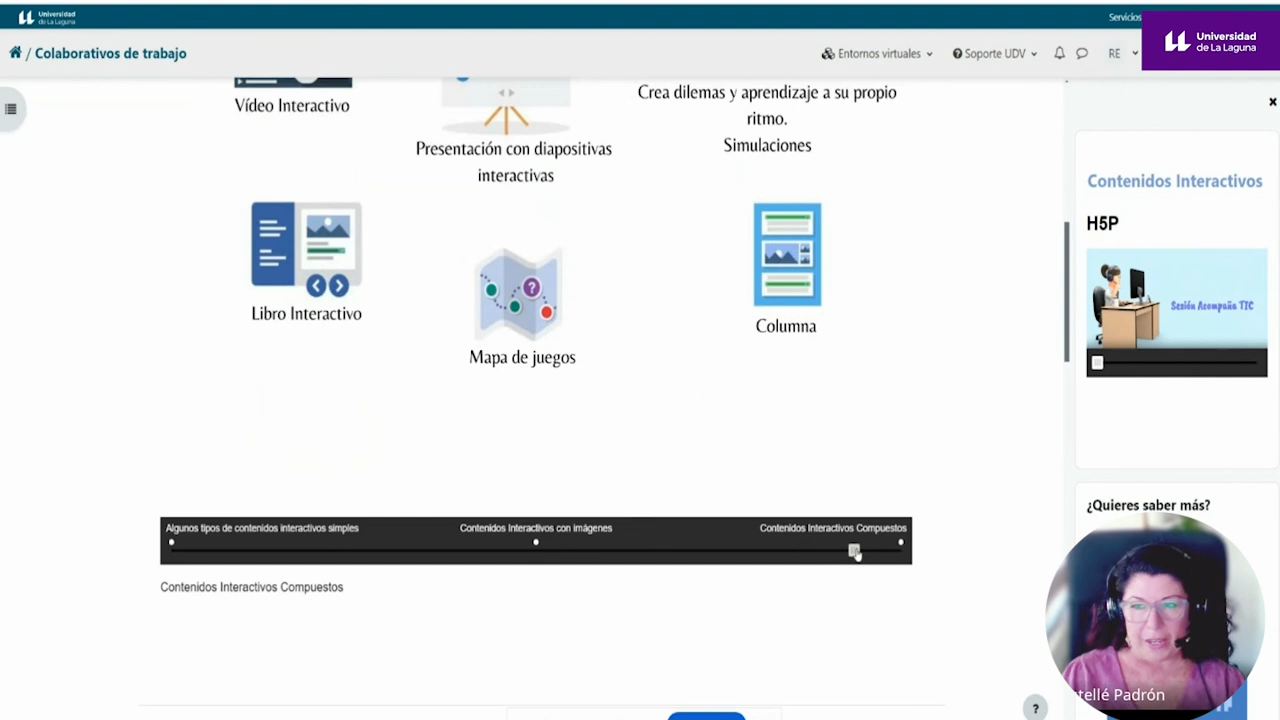 Universidad
de La Laguna
Servicios
Universidad
de La Laguna
/ Colaborativos de trabajo
Entornos virtuales
Soporte UDV
RE
Vídeo Interactivo
Presentación con diapositivas
interactivas
Crea dilemas y aprendizaje a su propio
ritmo.
Simulaciones
Libro Interactivo
Mapa de juegos
Columna
Algunos tipos de contenidos interactivos simples
Contenidos Interactivos con imágenes
Contenidos Interactivos Compuestos
Contenidos Interactivos Compuestos
Contenidos Interactivos
H5P
Sesión Acompaña TIC
¿Quieres saber más?
tellé Padrón
?